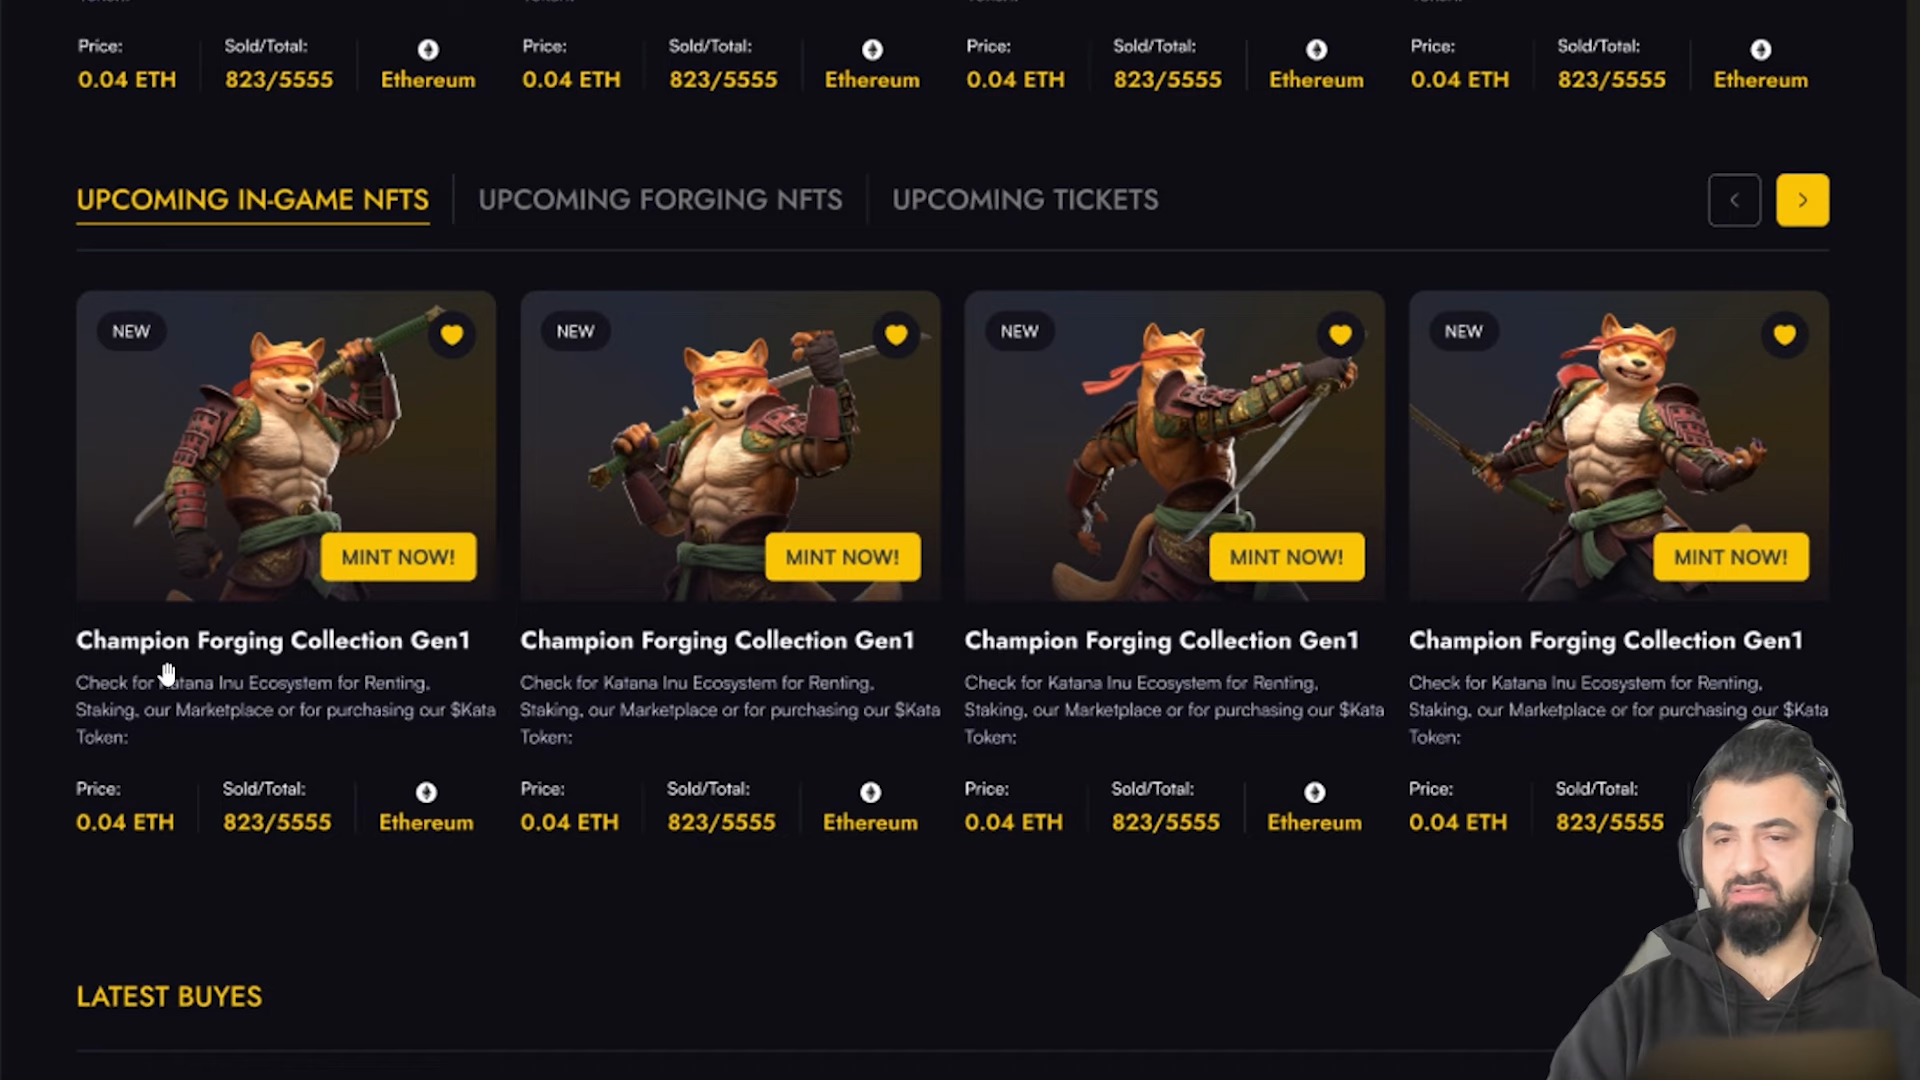 Price: Sold/Total: Price: Sold/Total: Price: Sold/Total: Price: Sold/Total:
0.04 ETH 823/5555 Ethereum 0.04 ETH 823/5555 Ethereum 0.04 ETH 823/5555 Ethereum 0.04 ETH 823/5555 Ethereum
UPCOMING IN-GAME NFTS UPCOMING FORGING NFTS UPCOMING TICKETS
NEW NEW NEW NEW
MINT NOW! MINT NOW! MINT NOW! MINT NOW!
Champion Forging Collection Gen1 Champion Forging Collection Gen1 Champion Forging Collection Gen1 Champion Forging Collection Gen1
Check for Katana Inu Ecosystem for Renting, Check for Katana Inu Ecosystem for Renting, Check for Katana Inu Ecosystem for Renting, Check for Katana Inu Ecosystem for Renting,
Staking, our Marketplace or for purchasing our $Kata Staking, our Marketplace or for purchasing our $Kata Staking, our Marketplace or for purchasing our $Kata Staking, our Marketplace or for purchasing our $Kata
Token: Token: Token: Token:
Price: Sold/Total: Price: Sold/Total: Price: Sold/Total: Price: Sold/Total:
0.04 ETH 823/5555 Ethereum 0.04 ETH 823/5555 Ethereum 0.04 ETH 823/5555 Ethereum 0.04 ETH 823/5555
LATEST BUYES